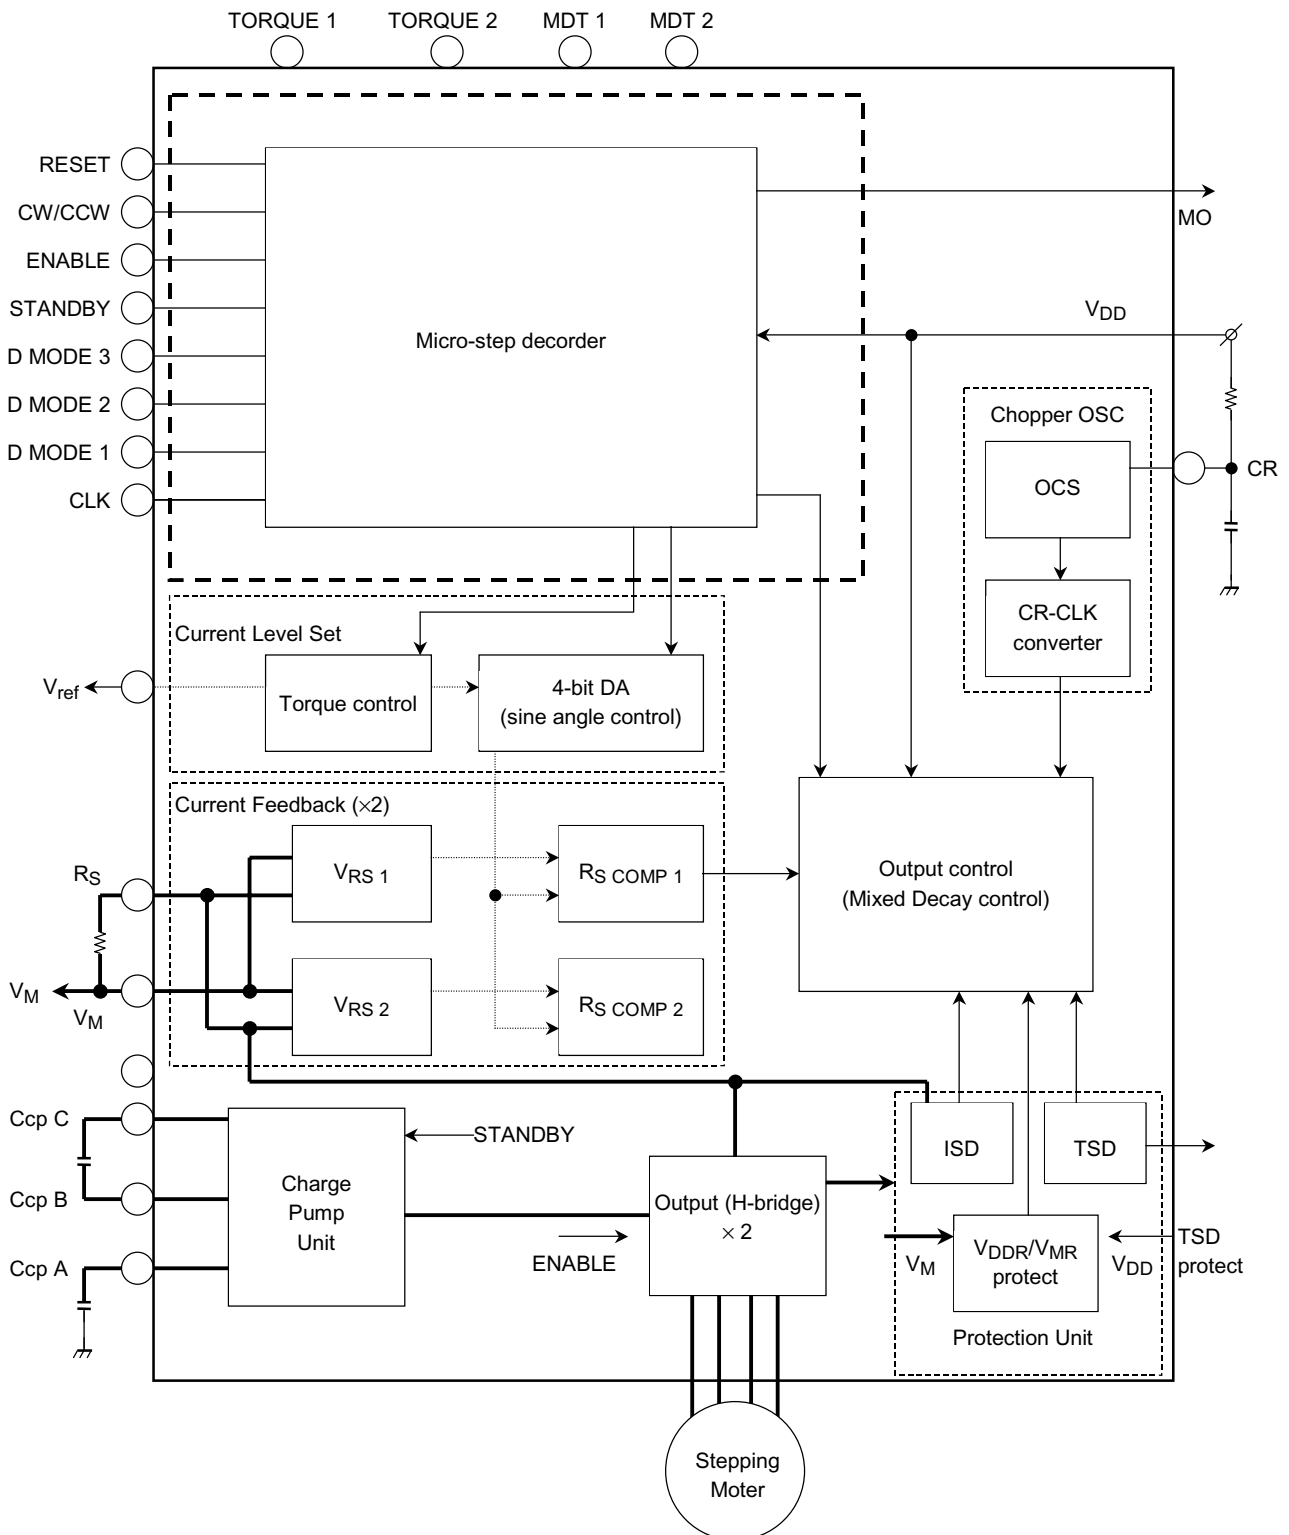 TORQUE 1
TORQUE 2
MDT 1
MDT 2
RESET
CW/CCW
ENABLE
STANDBY
D MODE 3
D MODE 2
D MODE 1
CLK
Micro-step decorder
MO
VDD
Chopper OSC
OCS
CR
CR-CLK
converter
Current Level Set
Vref
Torque control
4-bit DA
(sine angle control)
Current Feedback (×2)
RS
VRS 1
RS COMP 1
Output control
(Mixed Decay control)
VM
VM
VRS 2
RS COMP 2
Ccp C
Ccp B
Ccp A
Charge
Pump
Unit
STANDBY
ENABLE
Output (H-bridge)
× 2
ISD
TSD
VM
VDDR/VMR
protect
VDD
TSD
protect
Protection Unit
Stepping
Moter